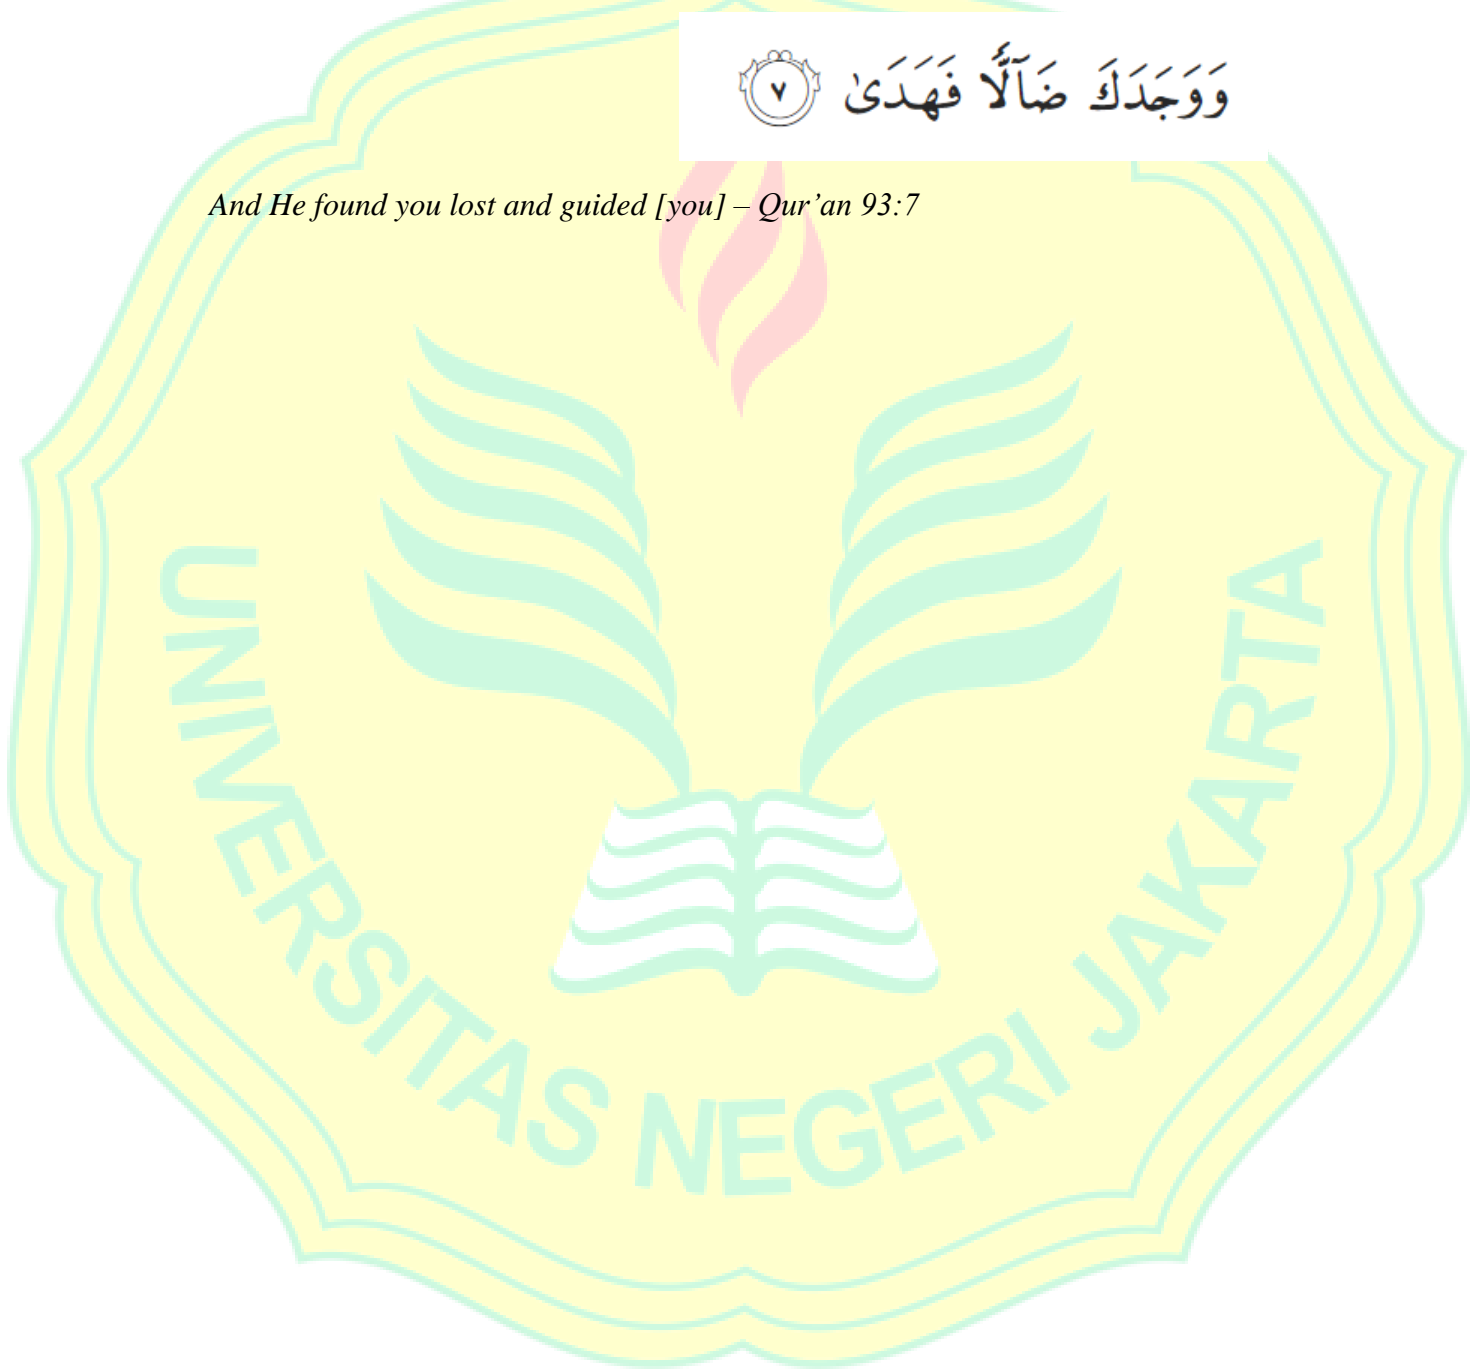 وَوَجَدَكَ ضَآلًّا فَهَدَىٰ ٧
And He found you lost and guided [you] – Qur’an 93:7
UNIVERSITAS NEGERI JAKARTA